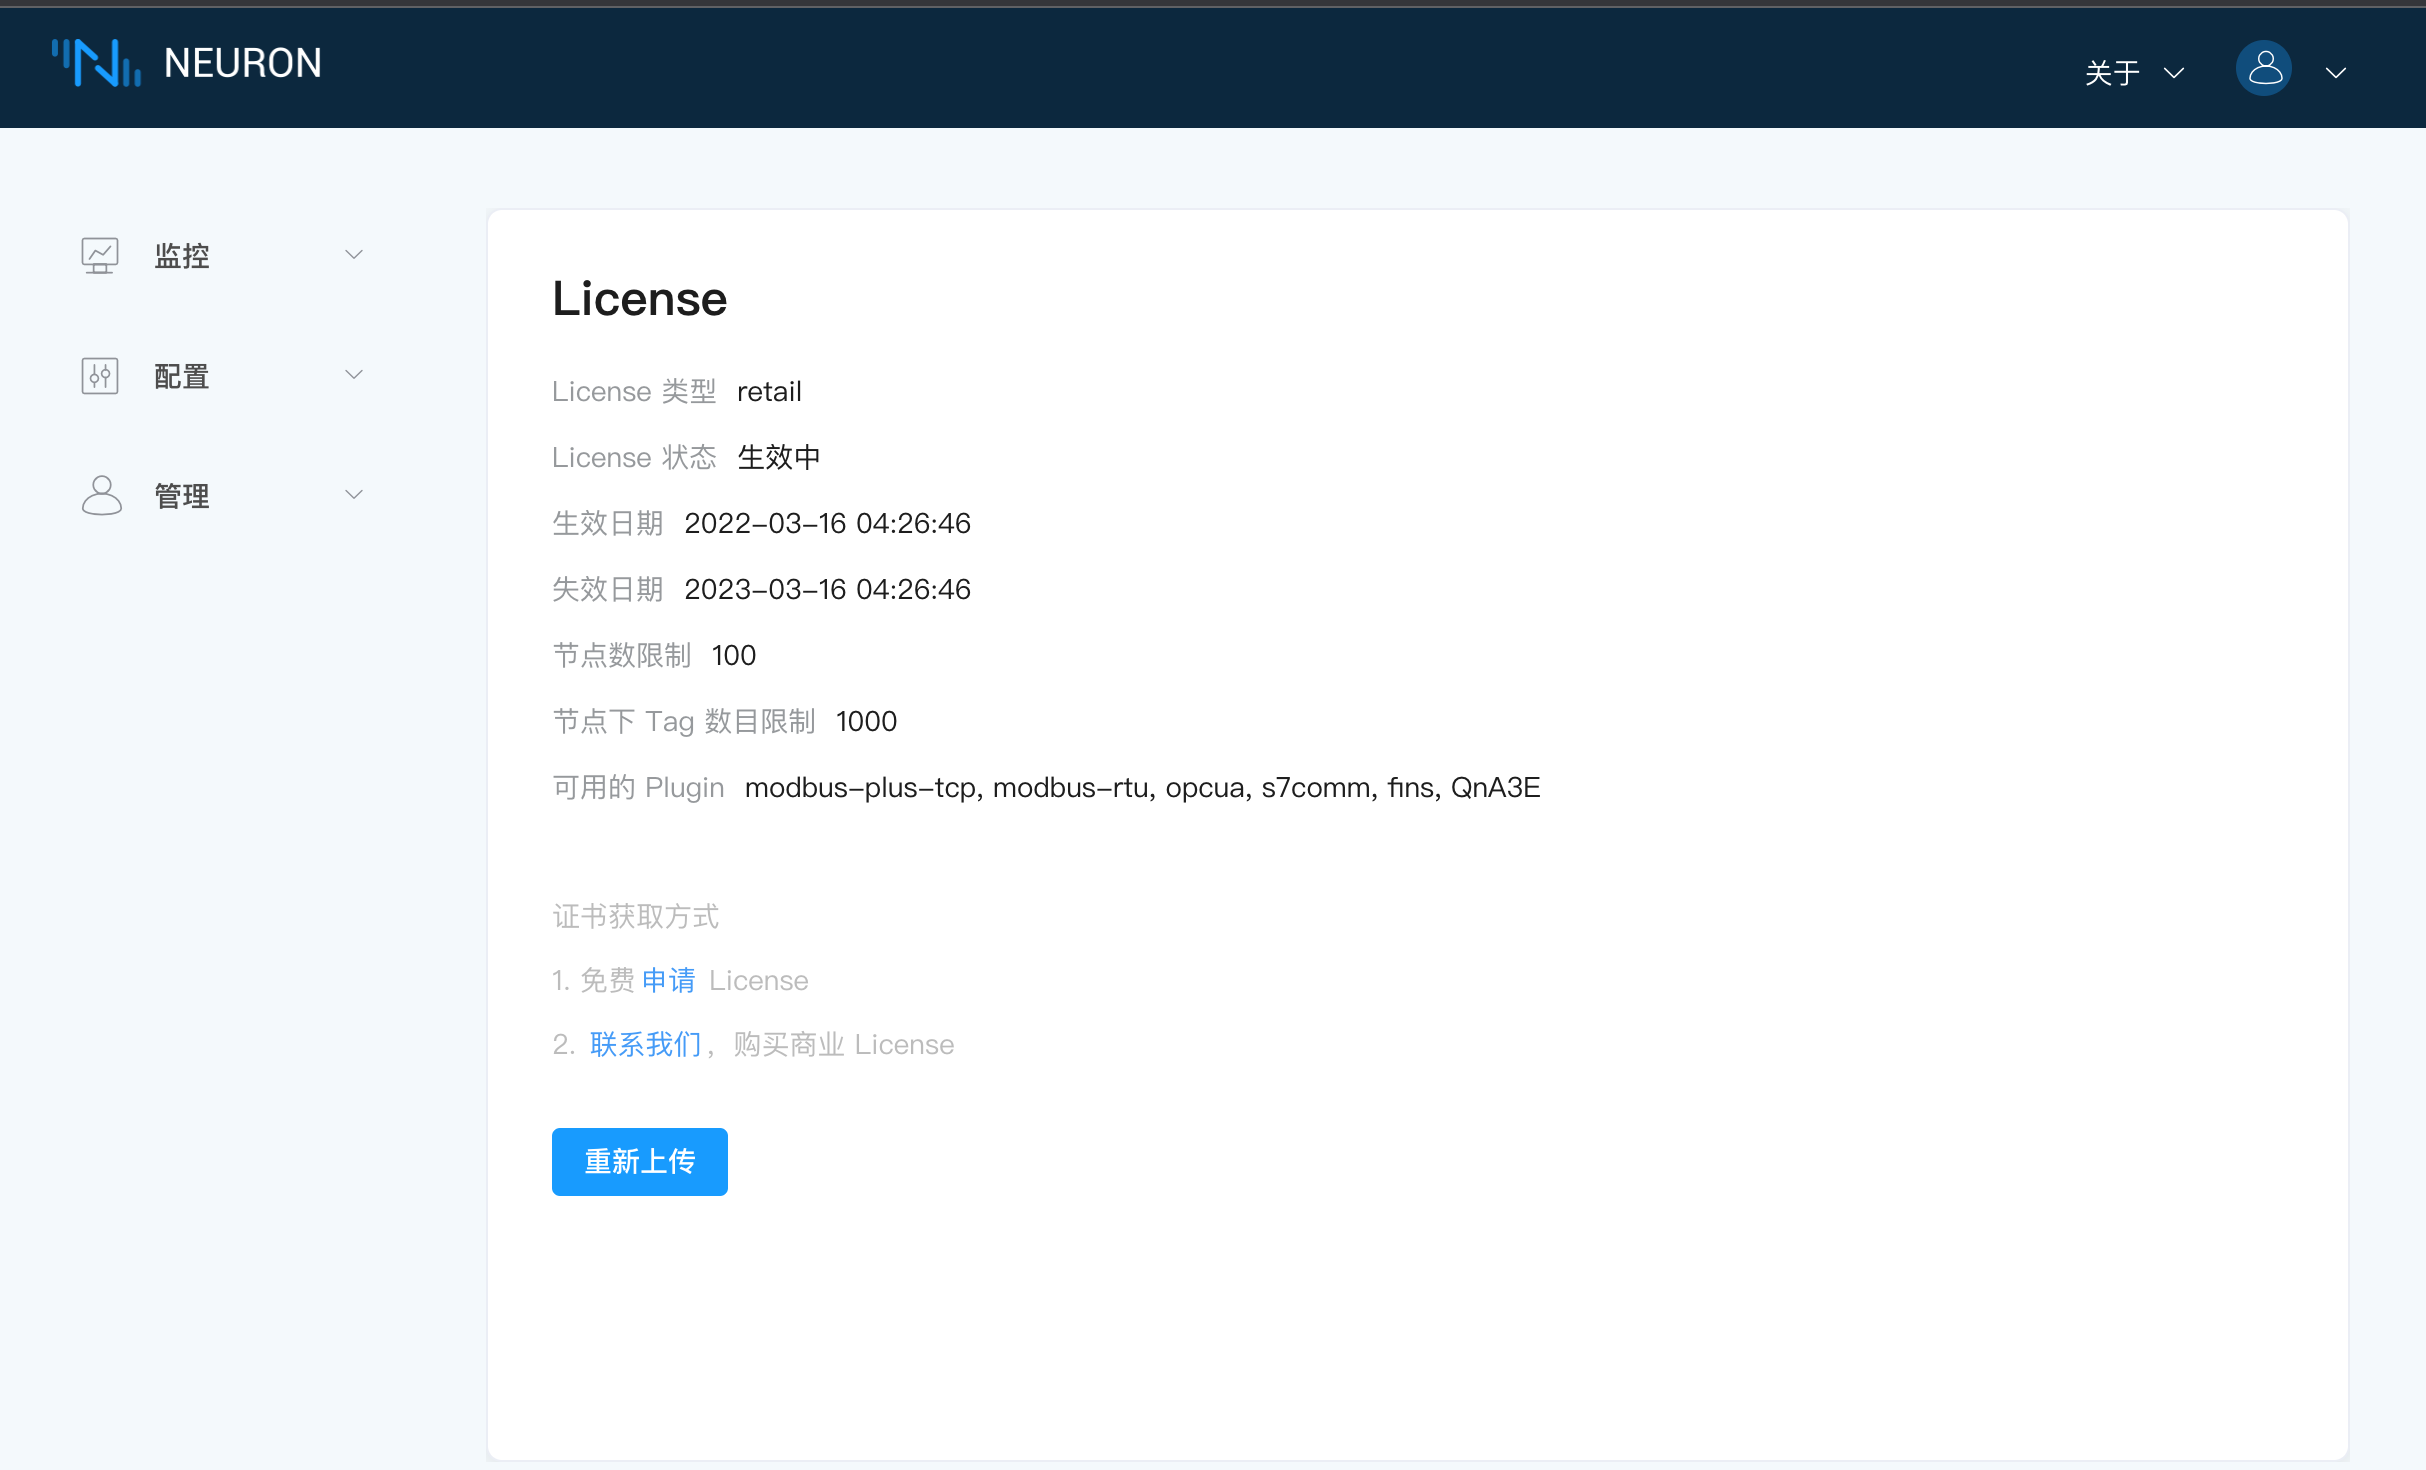 NEURON
关于
监控
配置
管理
License
License 类型 retail
License 状态 生效中
生效日期 2022-03-16 04:26:46
失效日期 2023-03-16 04:26:46
节点数限制 100
节点下 Tag 数目限制 1000
可用的 Plugin modbus-plus-tcp, modbus-rtu, opcua, s7comm, fins, QnA3E
证书获取方式
1. 免费 申请 License
2. 联系我们，购买商业 License
重新上传